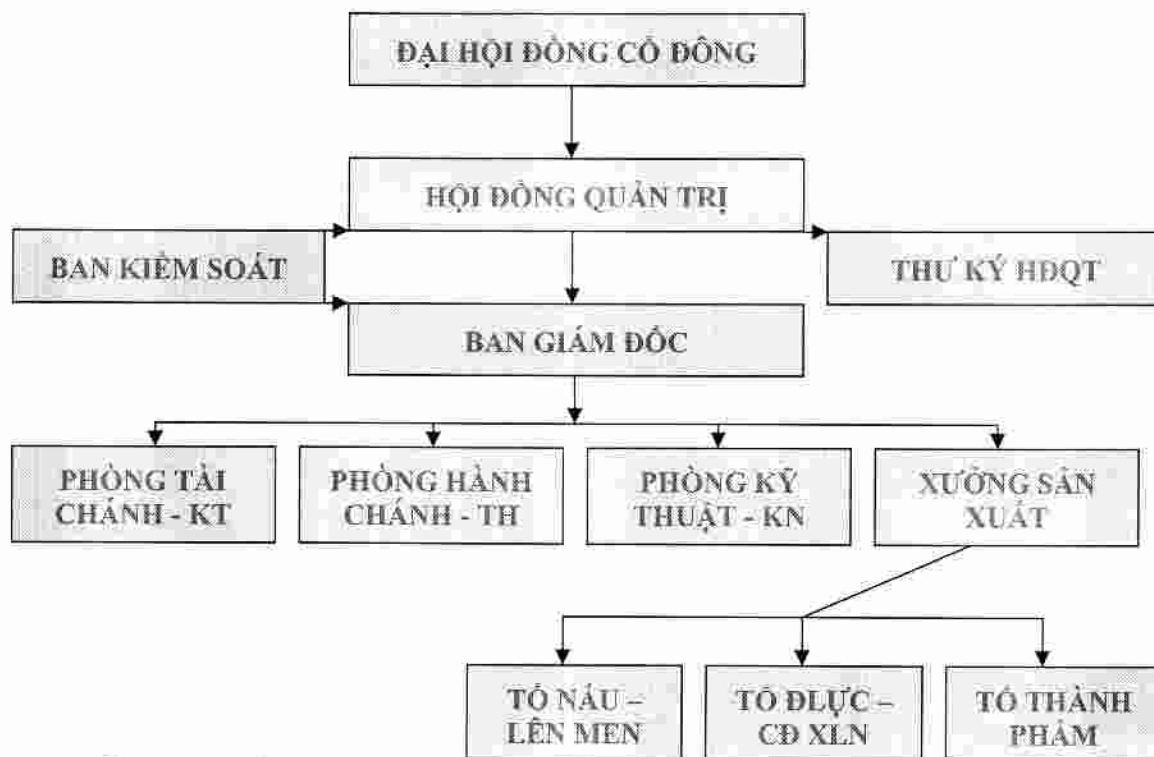 ĐẠI HỘI ĐỒNG CỔ ĐÔNG
HỘI ĐỒNG QUẢN TRỊ
BAN KIỂM SOÁT
THƯ KÝ HĐQT
BAN GIÁM ĐỐC
PHÒNG TÀI
CHÁNH - KT
PHÒNG HÀNH
CHÁNH - TH
PHÒNG KỸ
THUẬT - KN
XƯỞNG SẢN
XUẤT
TỔ NẤU –
LÊN MEN
TỔ ĐLỰC –
CĐ XLN
TỔ THÀNH
PHẨM